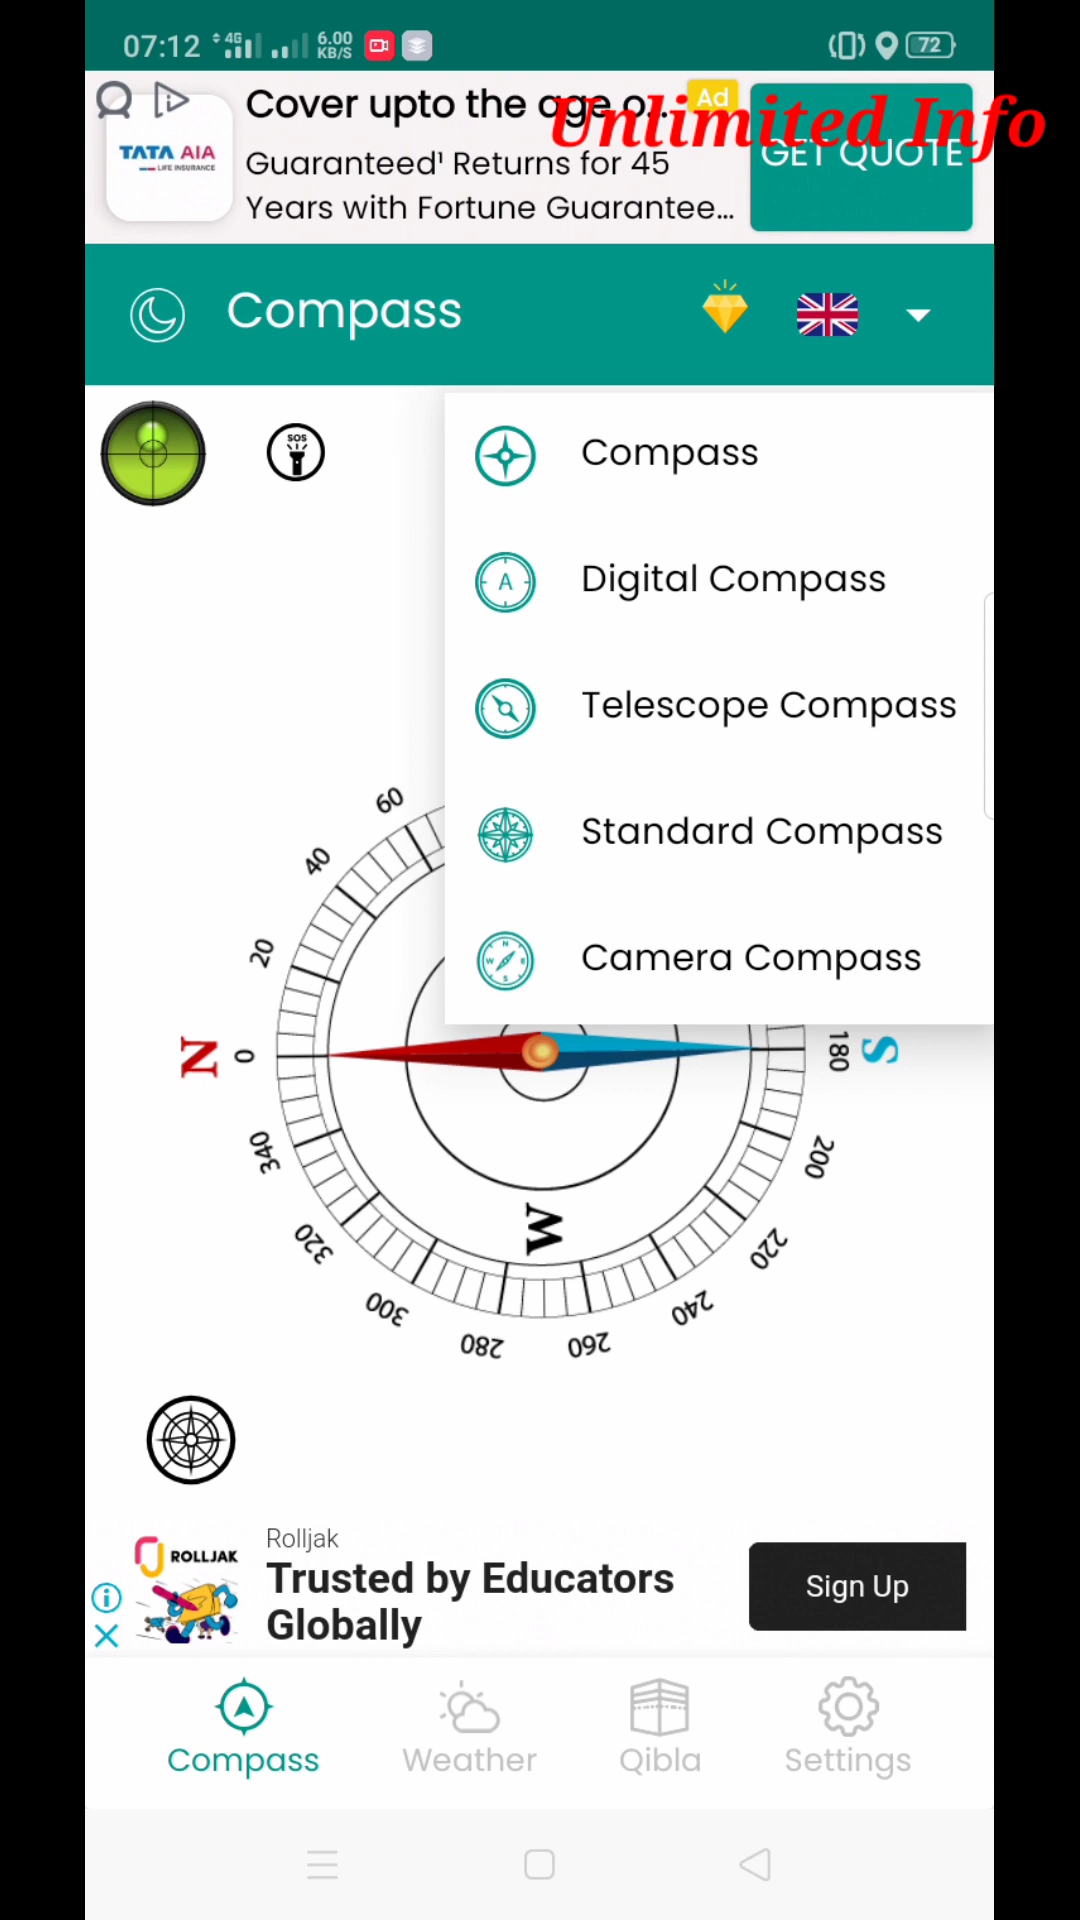 07:12 4G 6.00 KB/S 72
Cover upto the age o... Ad
Unlimited Info
TATA AIA
LIFE INSURANCE
Guaranteed¹ Returns for 45
Years with Fortune Guarantee...
GET QUOTE
Compass
SOS
Compass
A
Digital Compass
Telescope Compass
Standard Compass
N
W E
S
Camera Compass
60
40
20
N 0
180 S
340
200
W
320
220
300
240
280
260
Rolljak
ROLLJAK
Trusted by Educators
Globally
Sign Up
Compass
Weather
Qibla
Settings